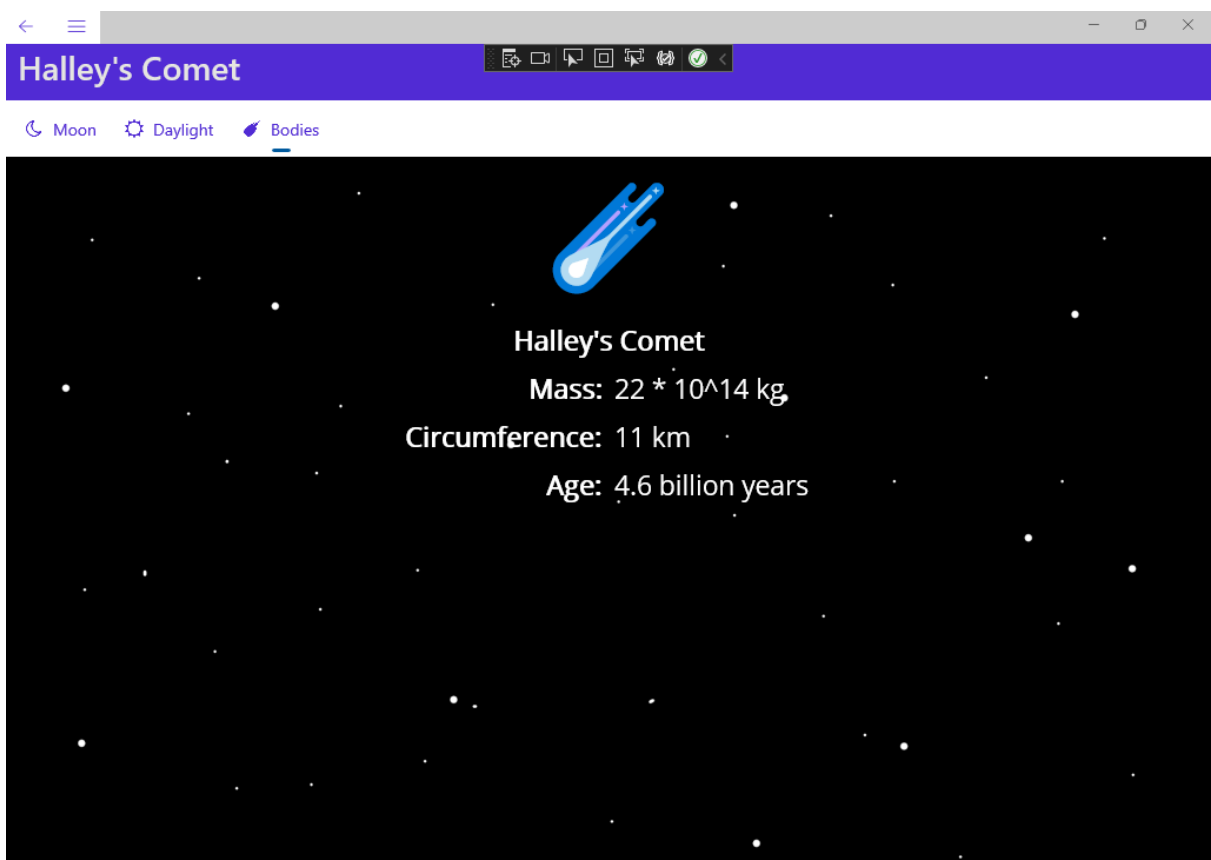 Halley's Comet
Moon Daylight Bodies
Halley's Comet
Mass: 22 * 10^14 kg
Circumference: 11 km
Age: 4.6 billion years